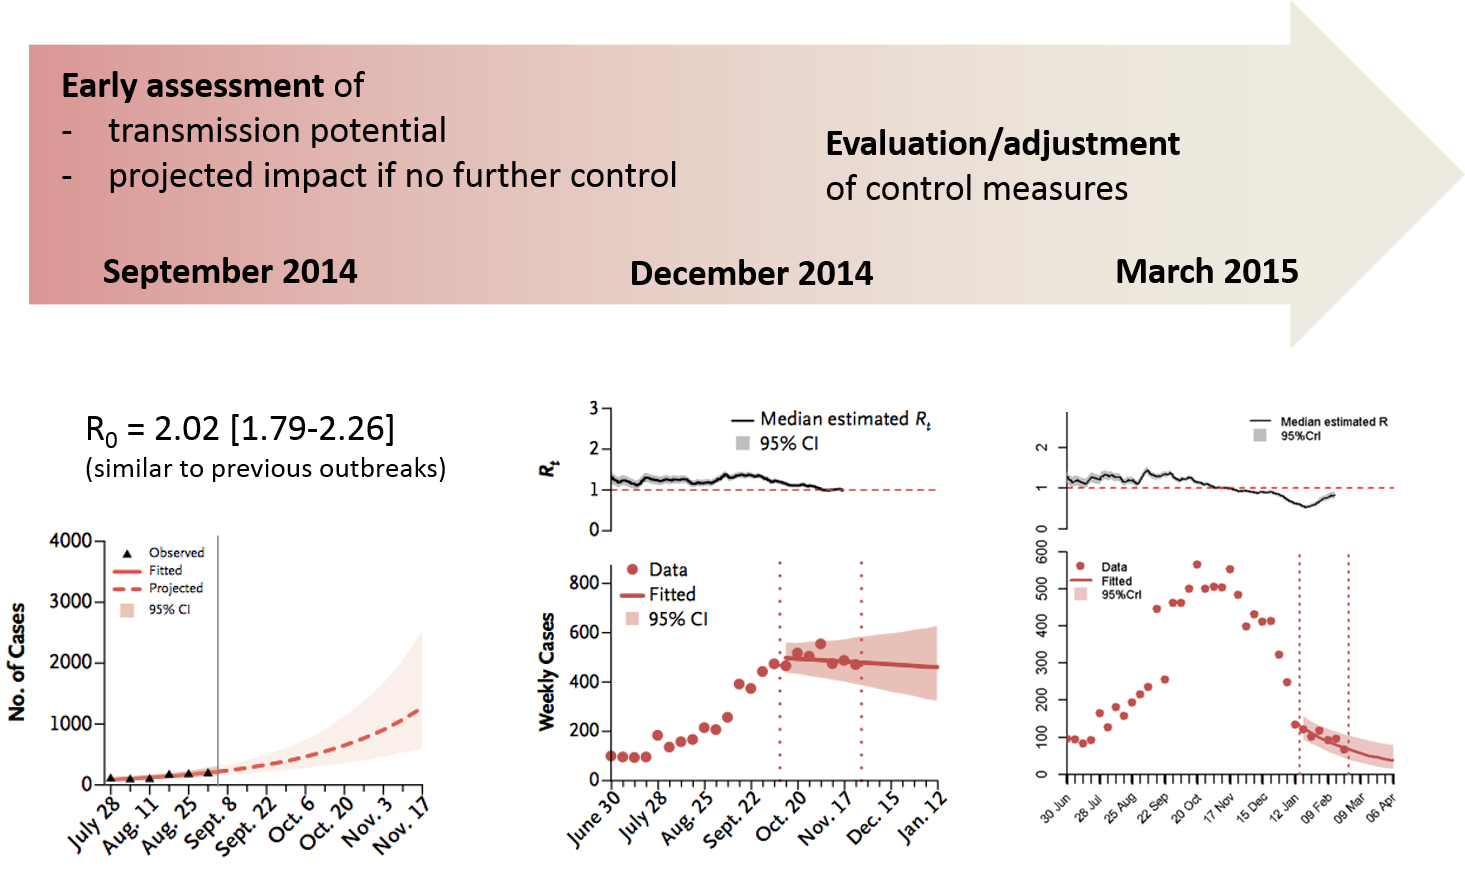 Early assessment of
- transmission potential
- projected impact if no further control
Evaluation/adjustment
of control measures
September 2014
December 2014
March 2015
R0 = 2.02 [1.79-2.26]
(similar to previous outbreaks)
No. of Cases
4000
3000
2000
1000
0
Observed
Fitted
Projected
95% CI
July 28
Aug. 11
Aug. 25
Sept. 8
Sept. 22
Oct. 6
Oct. 20
Nov. 3
Nov. 17
Rt
3
2
1
0
Median estimated Rt
95% CI
Weekly Cases
800
600
400
200
0
Data
Fitted
95% CI
June 30
July 28
Aug. 25
Sept. 22
Oct. 20
Nov. 17
Dec. 15
Jan. 12
2
1
0
Median estimated R
95%CrI
600
500
400
300
200
100
0
Data
Fitted
95%CrI
30 Jun
28 Jul
25 Aug
22 Sep
20 Oct
17 Nov
15 Dec
12 Jan
09 Feb
09 Mar
06 Apr